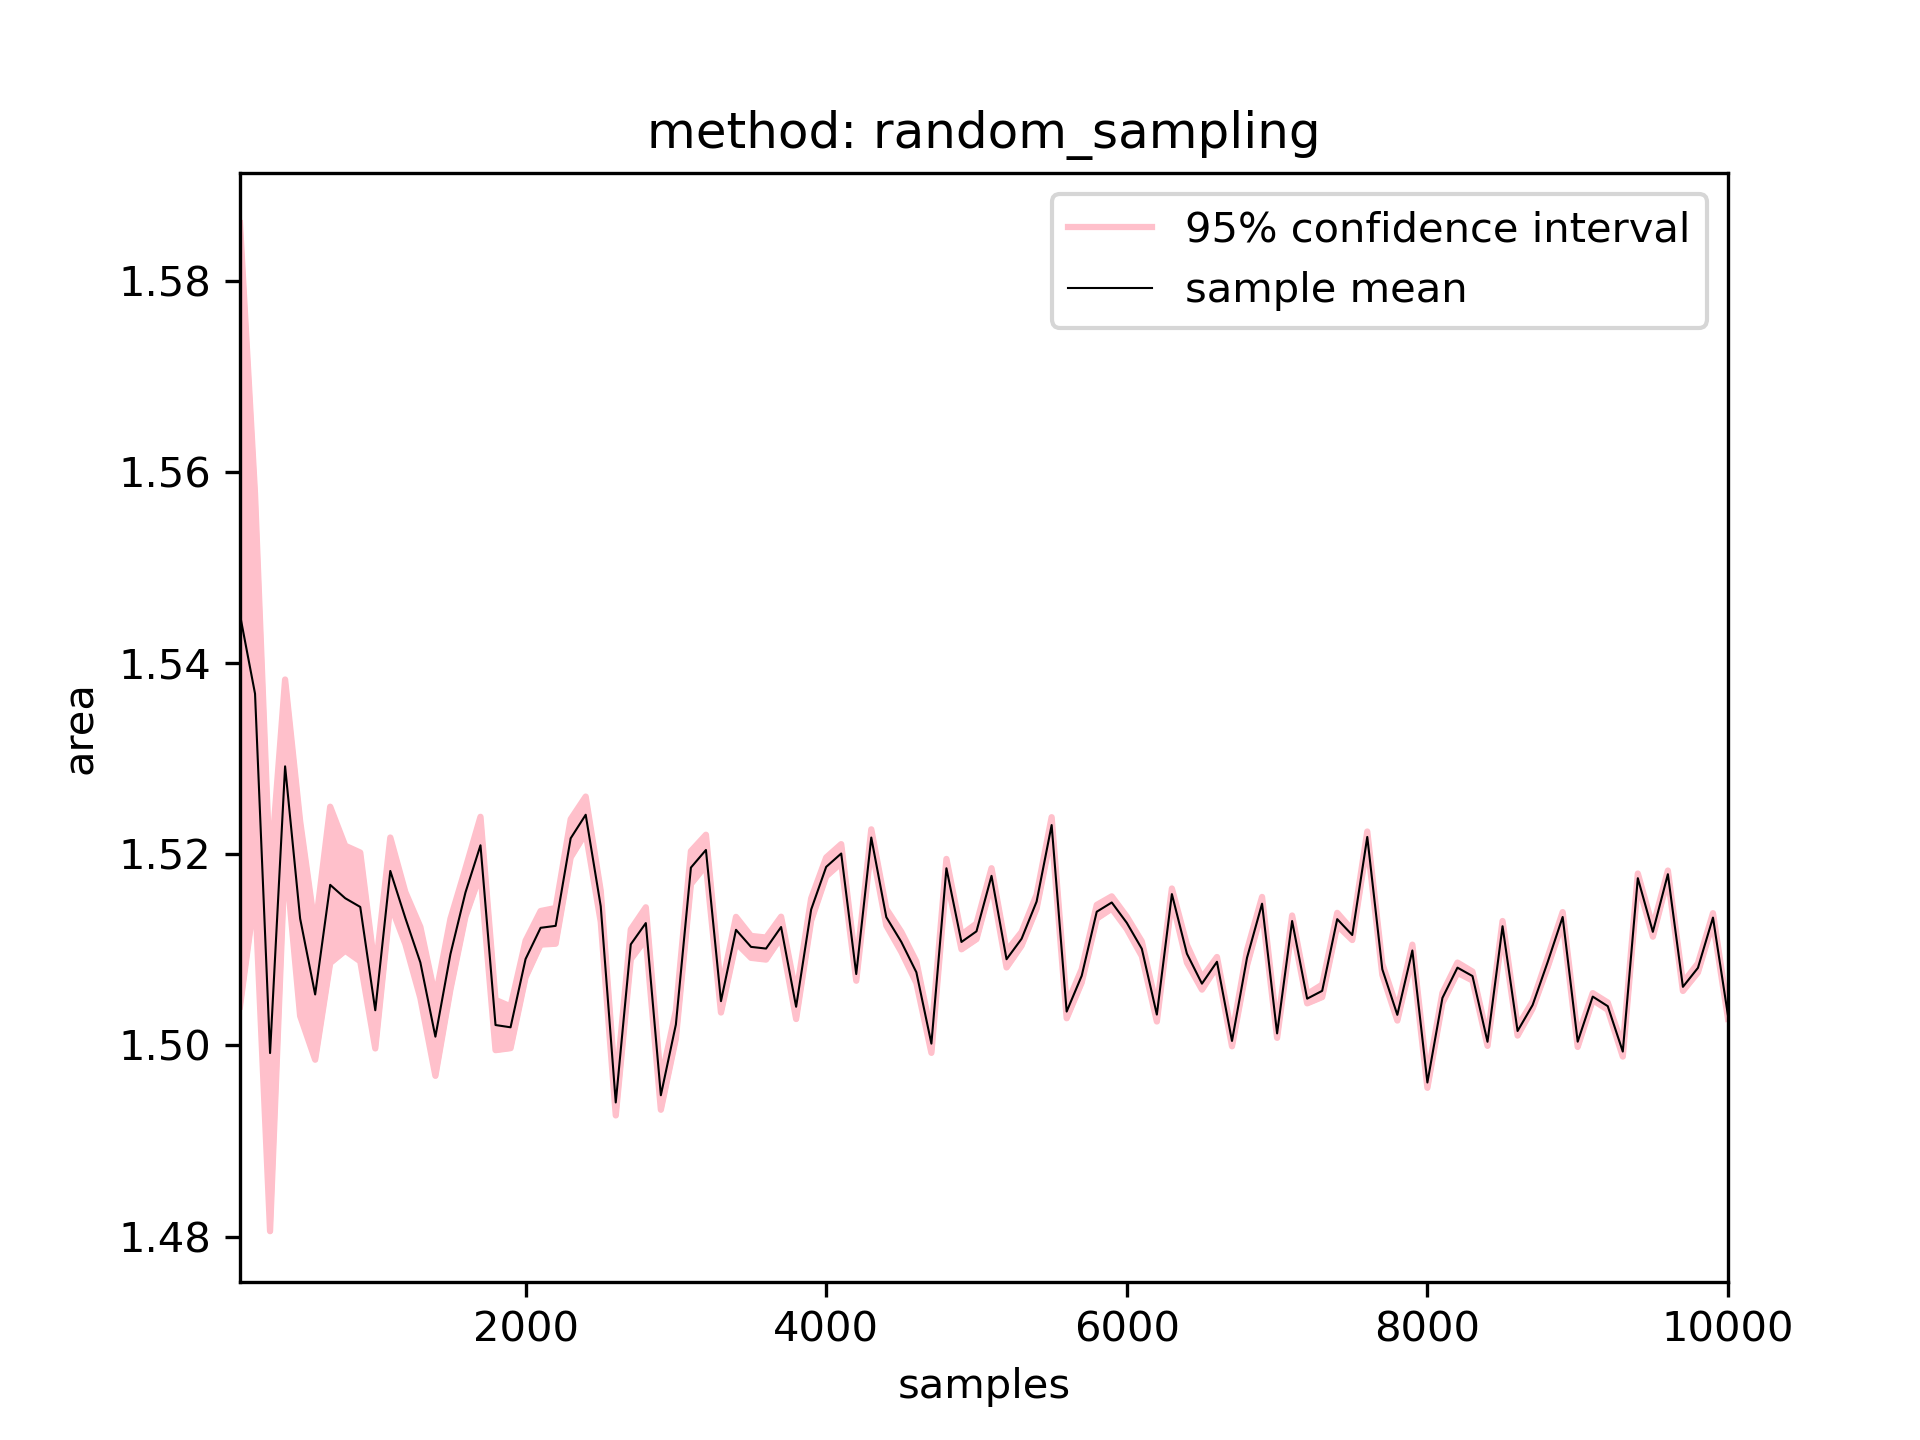 method: random_sampling
95% confidence interval
sample mean
1.58
1.56
1.54
1.52
1.50
1.48
area
2000 4000 6000 8000 10000
samples